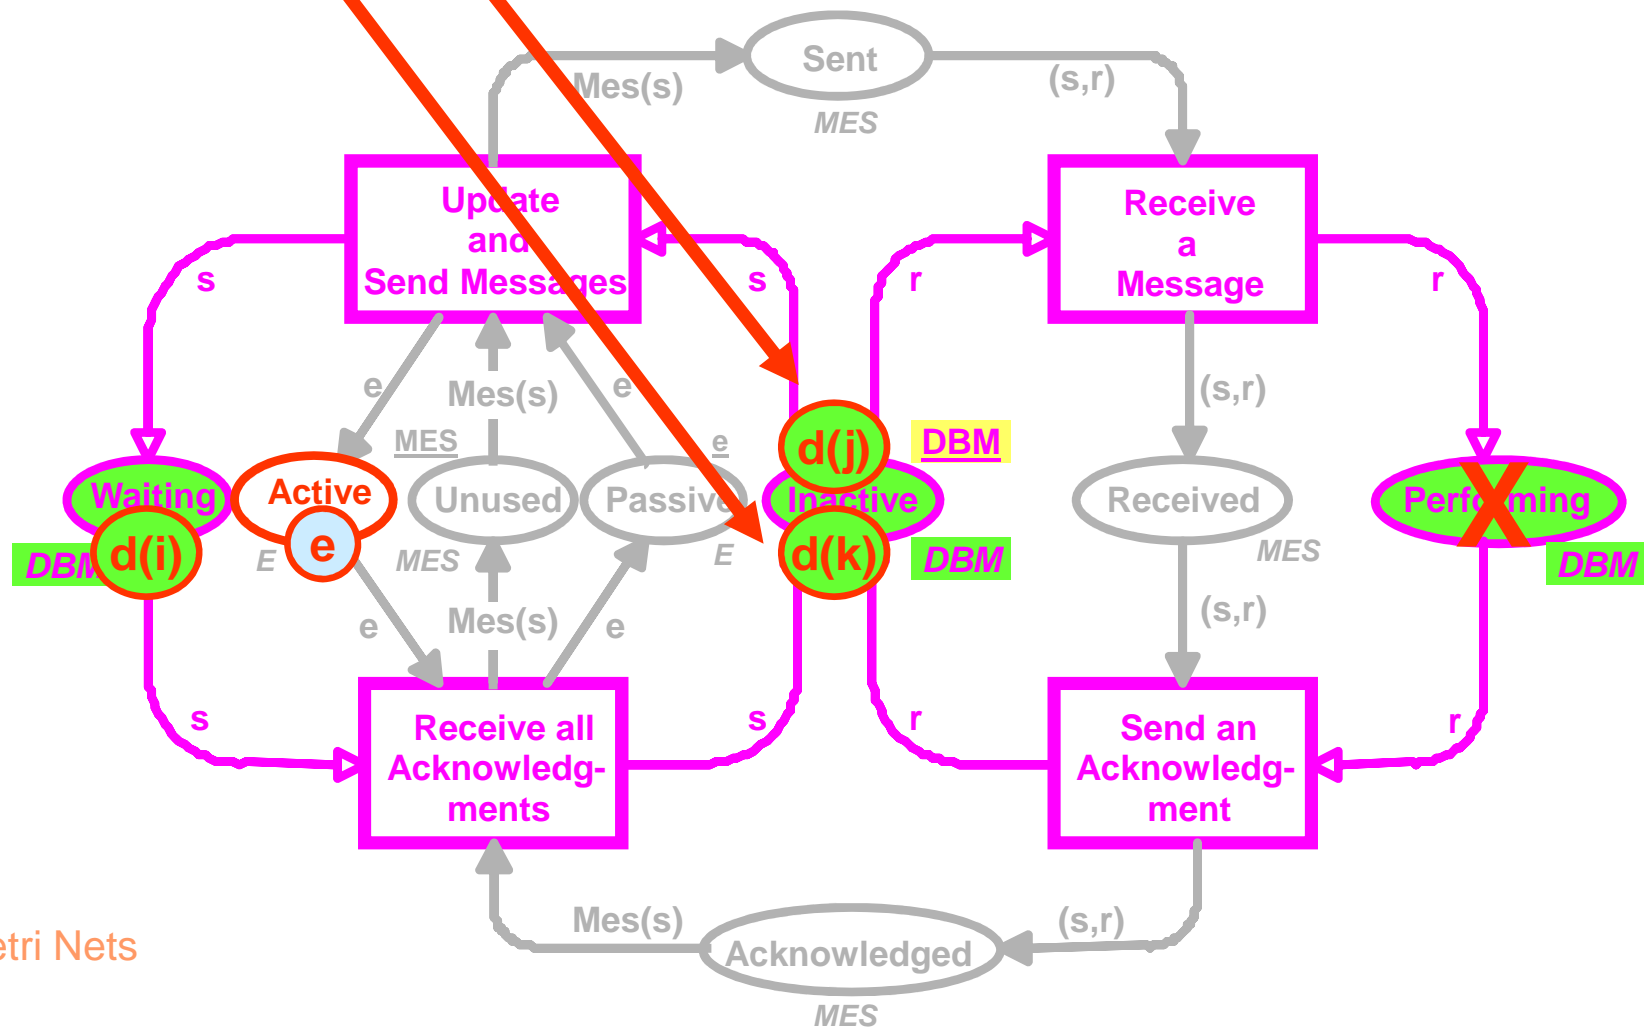 Sent
Mes(s)
(s,r)
MES
Update
and
Send Messages
Receive
a
Message
s
s
r
r
e
Mes(s)
e
(s,r)
MES
e
d(j)
DBM
Waiting
Active
Unused
Passive
Inactive
Received
Performing
X
DBM
d(i)
E
e
MES
E
d(k)
DBM
MES
DBM
e
Mes(s)
e
(s,r)
s
s
r
r
Receive all
Acknowledg-
ments
Send an
Acknowledg-
ment
Mes(s)
(s,r)
Acknowledged
MES
etri Nets